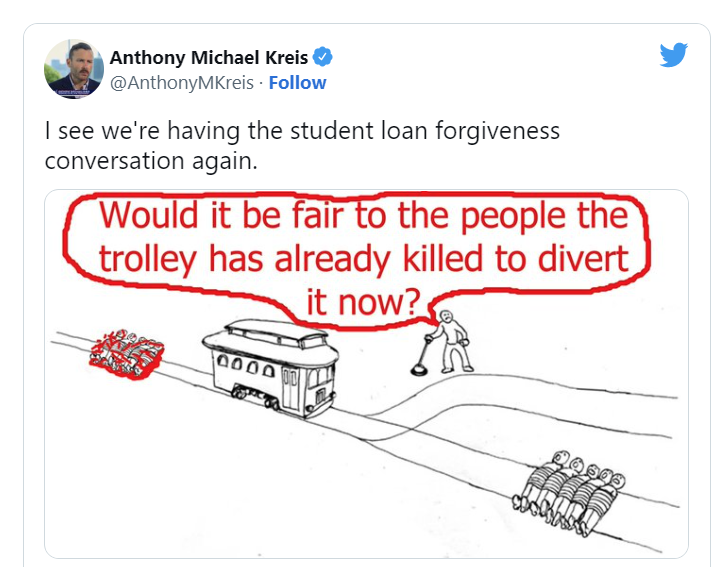 Anthony Michael Kreis
@AnthonyMKreis · Follow
I see we're having the student loan forgiveness
conversation again.
Would it be fair to the people the
trolley has already killed to divert
it now?